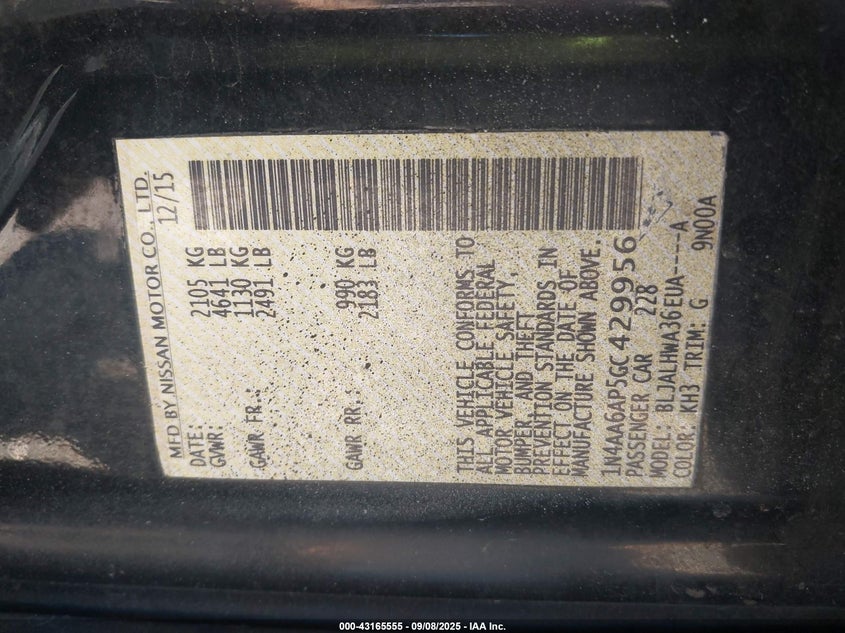 MFD BY NISSAN MOTOR CO., LTD.
DATE: 12/15
GVWR: 2105 KG
4641 LB
GAWR FR.: 1130 KG
2491 LB
GAWR RR.: 990 KG
2183 LB
THIS VEHICLE CONFORMS TO
ALL APPLICABLE FEDERAL
MOTOR VEHICLE SAFETY,
BUMPER, AND THEFT
PREVENTION STANDARDS IN
EFFECT ON THE DATE OF
MANUFACTURE SHOWN ABOVE.
1N4AA6AP5GC429956
PASSENGER CAR 228
MODEL: BLJALHWA36EUA----A
COLOR: KH3 TRIM: G 9N00A
000-43165555 - 09/08/2025 - IAA Inc.